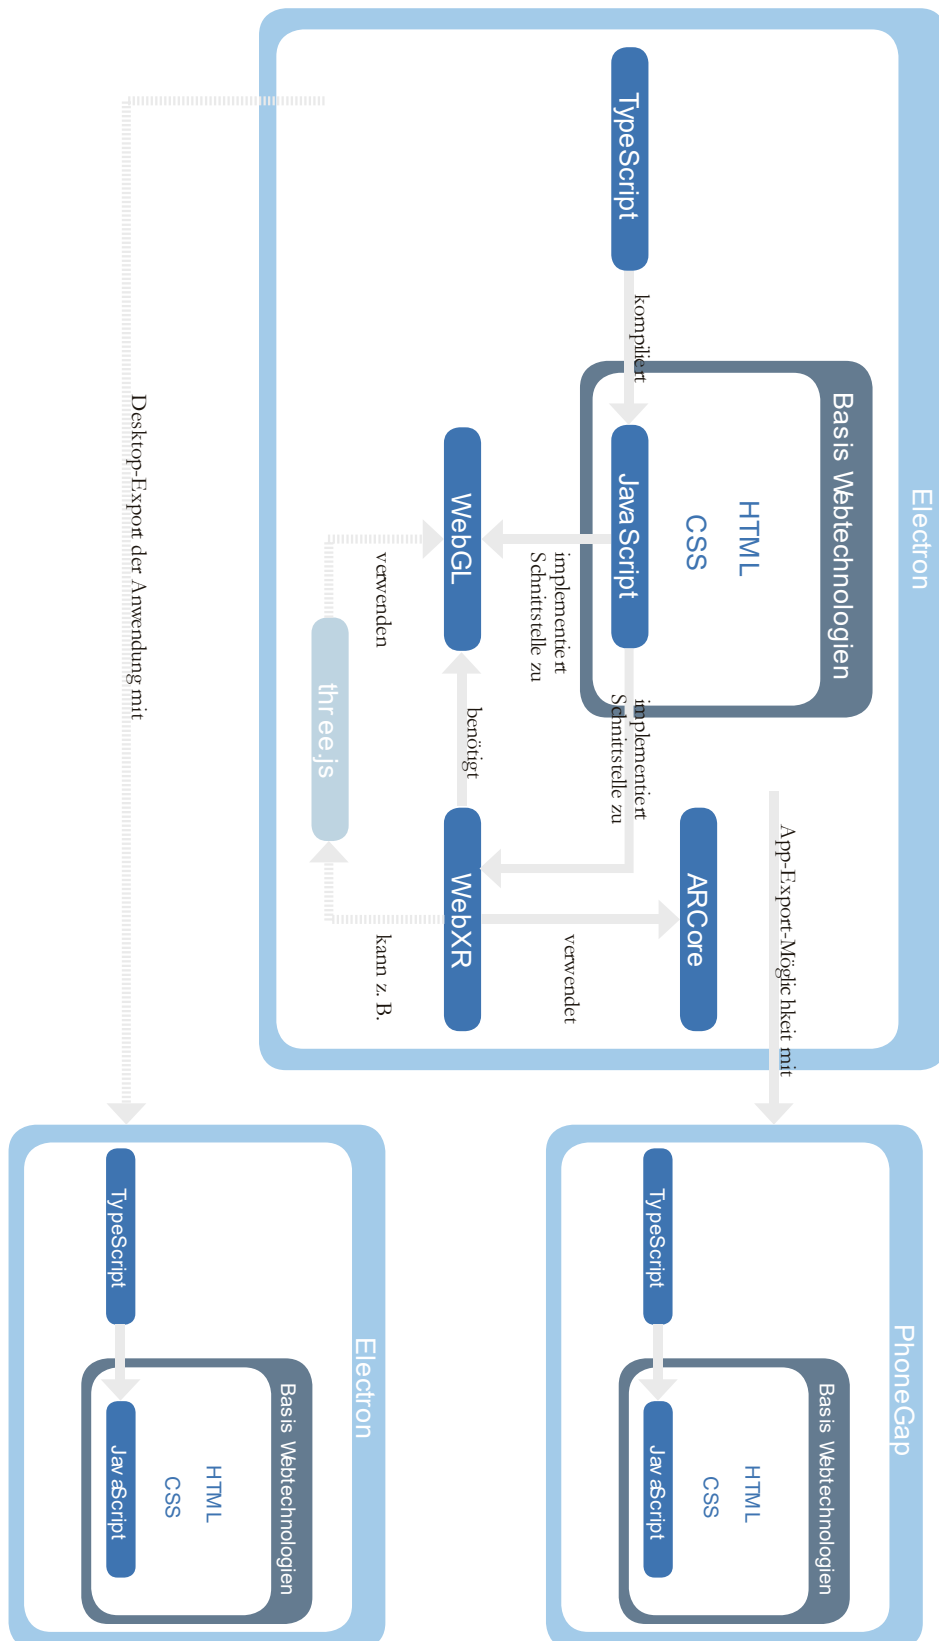 Electron
Basis Webtechnologien
HTML
CSS
TypeScript
kompiliert
JavaScript
implementiert
Schnittstelle zu
implementiert
Schnittstelle zu
WebGL
benötigt
WebXR
verwendet
ARCore
verwenden
three.js
kann z. B.
App-Export-Möglichkeit mit
Desktop-Export der Anwendung mit
PhoneGap
Basis Webtechnologien
HTML
CSS
TypeScript
JavaScript
Electron
Basis Webtechnologien
HTML
CSS
TypeScript
JavaScript